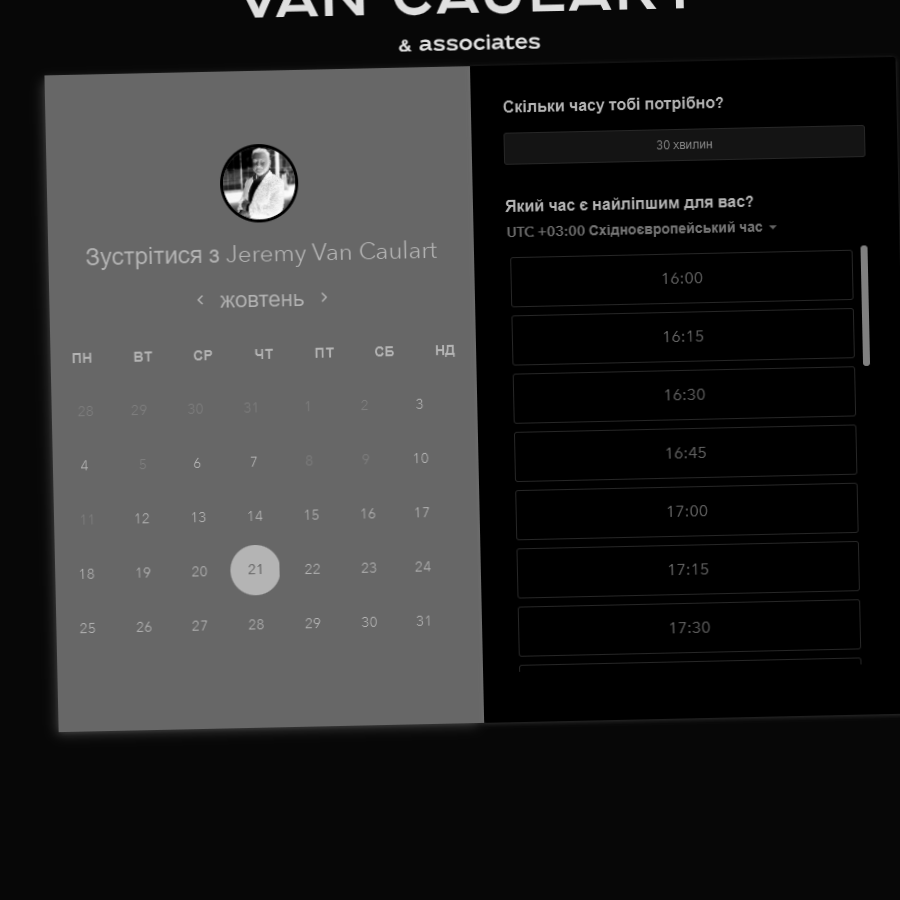 VAN CAULART
& associates
Зустрітися з Jeremy Van Caulart
‹ жовтень ›
ПН ВТ СР ЧТ ПТ СБ НД
28 29 30 31 1 2 3
4 5 6 7 8 9 10
11 12 13 14 15 16 17
18 19 20 21 22 23 24
25 26 27 28 29 30 31
Скільки часу тобі потрібно?
30 хвилин
Який час є найліпшим для вас?
UTC +03:00 Східноєвропейський час
16:00
16:15
16:30
16:45
17:00
17:15
17:30